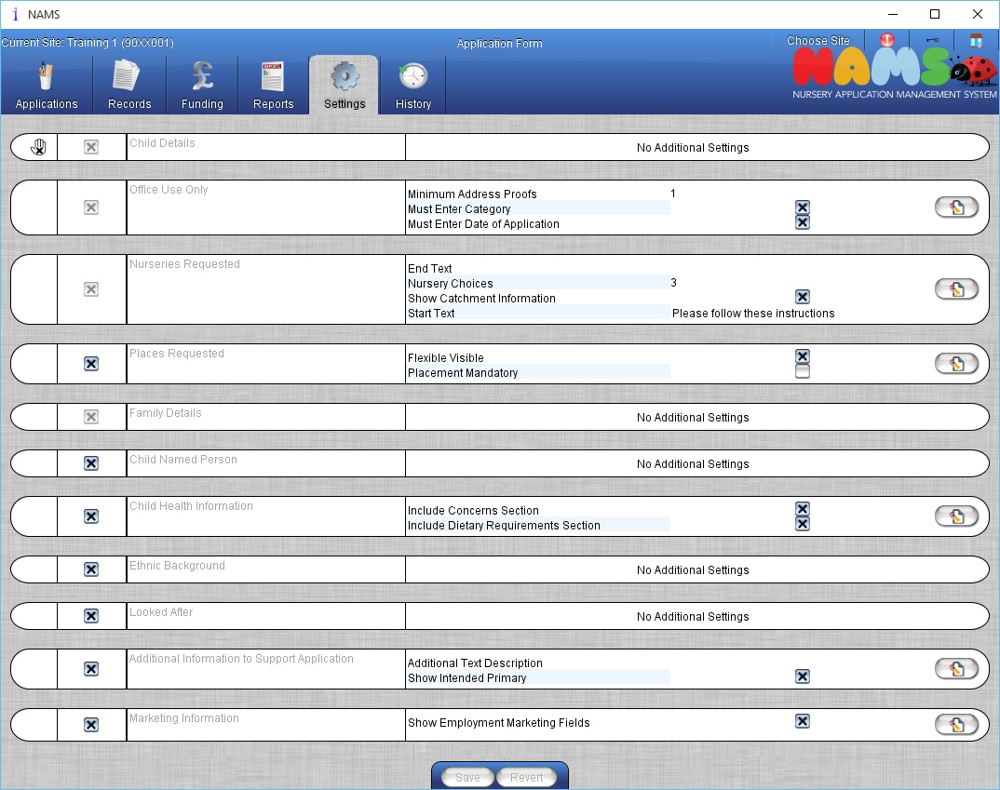 NAMS
Current Site: Training 1 (90XX001)
Application Form
Choose Site
NAMS
NURSERY APPLICATION MANAGEMENT SYSTEM
Applications
Records
Funding
Reports
Settings
History
Child Details
No Additional Settings
Office Use Only
Minimum Address Proofs 1
Must Enter Category
Must Enter Date of Application
Nurseries Requested
End Text
Nursery Choices 3
Show Catchment Information
Start Text Please follow these instructions
Places Requested
Flexible Visible
Placement Mandatory
Family Details
No Additional Settings
Child Named Person
No Additional Settings
Child Health Information
Include Concerns Section
Include Dietary Requirements Section
Ethnic Background
No Additional Settings
Looked After
No Additional Settings
Additional Information to Support Application
Additional Text Description
Show Intended Primary
Marketing Information
Show Employment Marketing Fields
Save
Revert